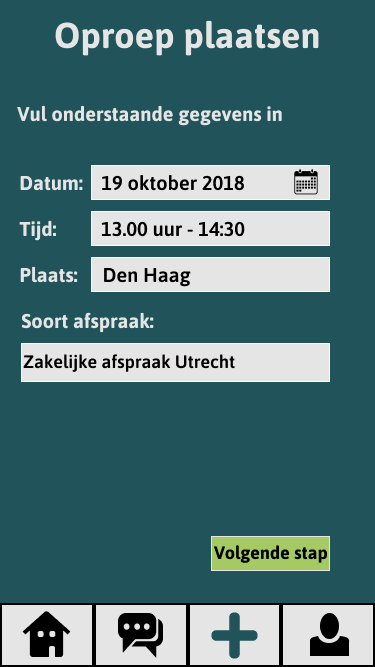 Oproep plaatsen
Vul onderstaande gegevens in
Datum: 19 oktober 2018
Tijd: 13.00 uur - 14:30
Plaats: Den Haag
Soort afspraak:
Zakelijke afspraak Utrecht
Volgende stap